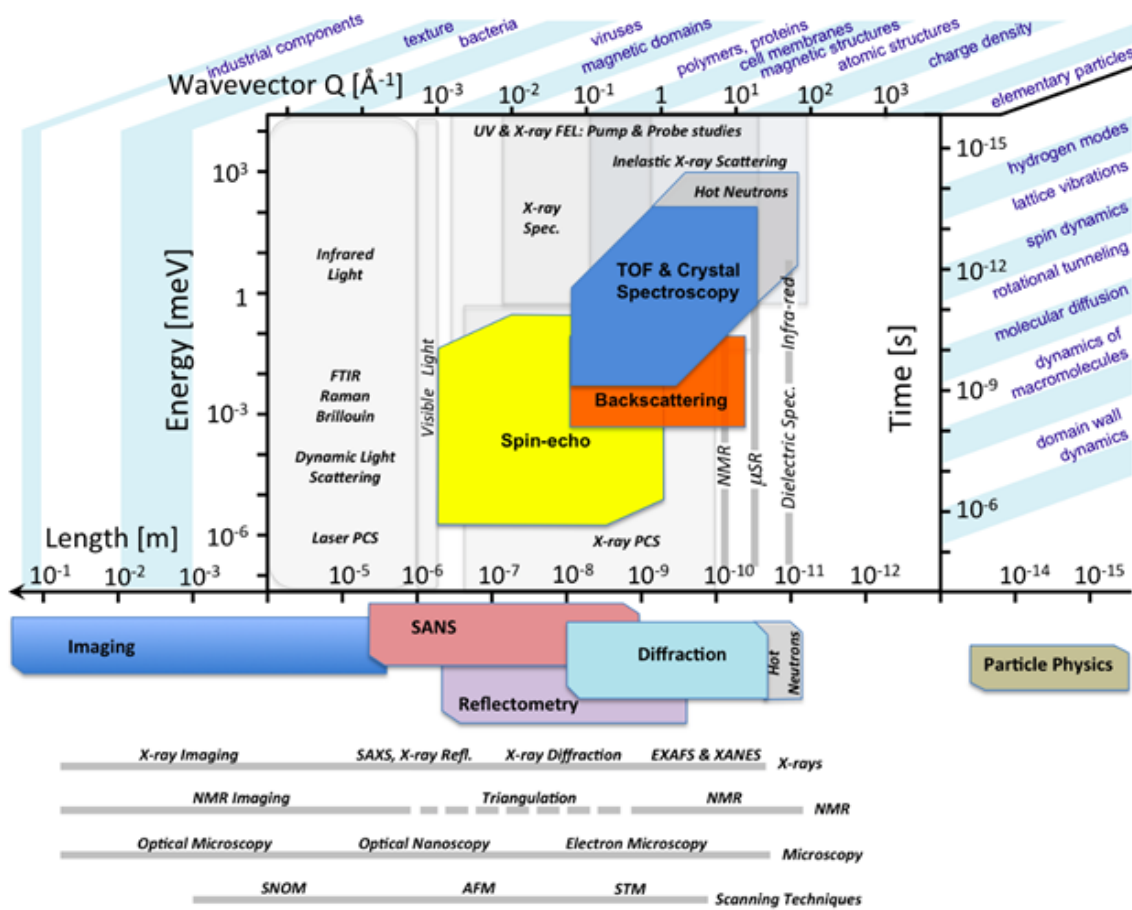 industrial components
texture
bacteria
viruses
magnetic domains
polymers, proteins
cell membranes
magnetic structures
atomic structures
charge density
elementary particles
Wavevector Q [Å⁻¹]
10⁻³
10⁻²
10⁻¹
1
10¹
10²
10³
UV & X-ray FEL: Pump & Probe studies
Inelastic X-ray Scattering
Hot Neutrons
X-ray
Spec.
Infrared
Light
TOF & Crystal
Spectroscopy
Energy [meV]
10³
1
10⁻³
10⁻⁶
Visible Light
FTIR
Raman
Brillouin
Dynamic Light
Scattering
Laser PCS
Spin-echo
Backscattering
X-ray PCS
NMR
μSR
Dielectric Spec.
Infra-red
Time [s]
10⁻¹⁵
10⁻¹²
10⁻⁹
10⁻⁶
hydrogen modes
lattice vibrations
spin dynamics
rotational tunneling
molecular diffusion
dynamics of
macromolecules
domain wall
dynamics
Length [m]
10⁻¹
10⁻²
10⁻³
10⁻⁵
10⁻⁶
10⁻⁷
10⁻⁸
10⁻⁹
10⁻¹⁰
10⁻¹¹
10⁻¹²
10⁻¹⁴
10⁻¹⁵
Imaging
SANS
Diffraction
Hot
Neutrons
Reflectometry
Particle Physics
X-ray Imaging
SAXS, X-ray Refl.
X-ray Diffraction
EXAFS & XANES
X-rays
NMR Imaging
Triangulation
NMR
NMR
Optical Microscopy
Optical Nanoscopy
Electron Microscopy
Microscopy
SNOM
AFM
STM
Scanning Techniques